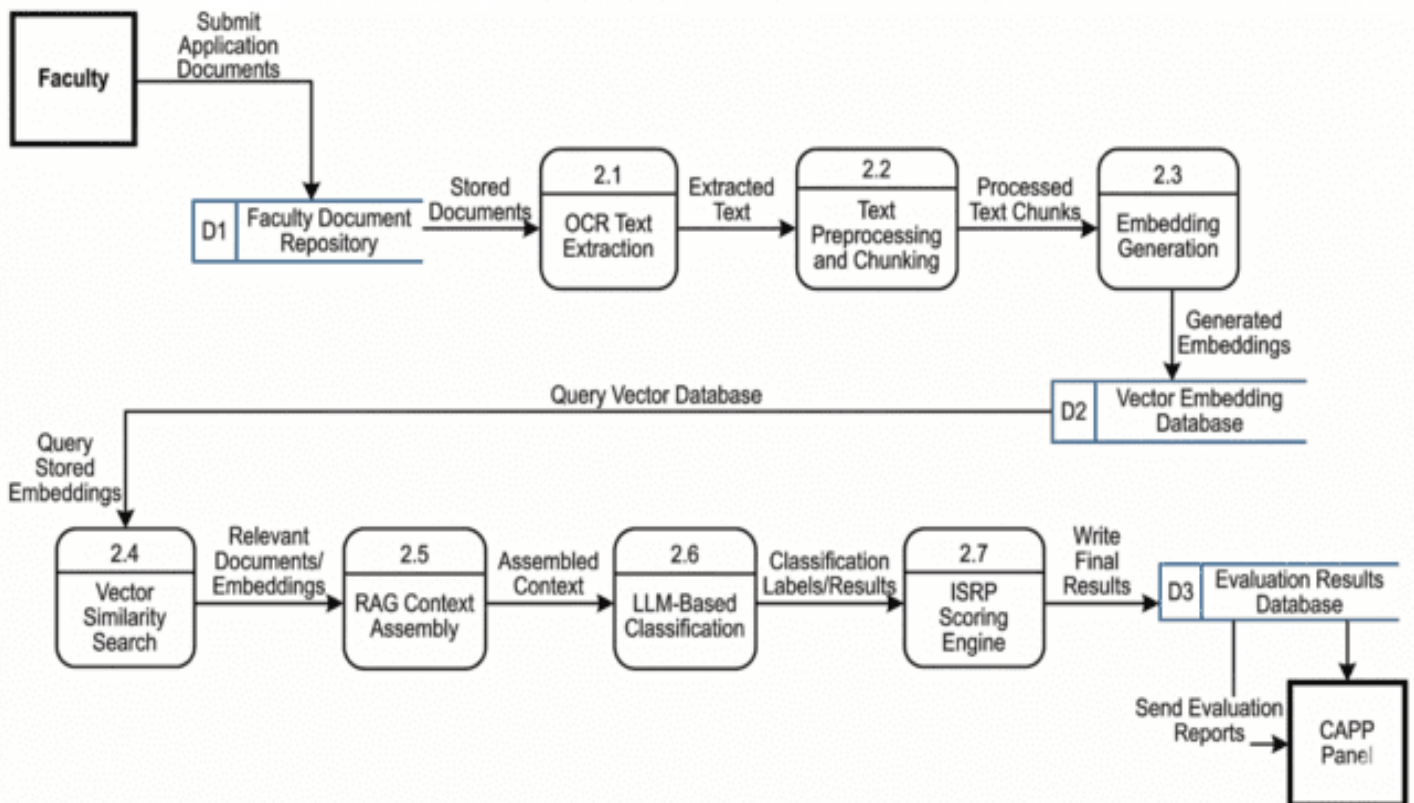 Submit
Application
Documents
Faculty
D1
Faculty Document
Repository
Stored
Documents
2.1
OCR Text
Extraction
Extracted
Text
2.2
Text
Preprocessing
and Chunking
Processed
Text Chunks
2.3
Embedding
Generation
Generated
Embeddings
D2
Vector Embedding
Database
Query Vector Database
Query
Stored
Embeddings
2.4
Vector
Similarity
Search
Relevant
Documents/
Embeddings
2.5
RAG Context
Assembly
Assembled
Context
2.6
LLM-Based
Classification
Classification
Labels/Results
2.7
ISRP
Scoring
Engine
Write
Final
Results
D3
Evaluation Results
Database
Send Evaluation
Reports
CAPP
Panel